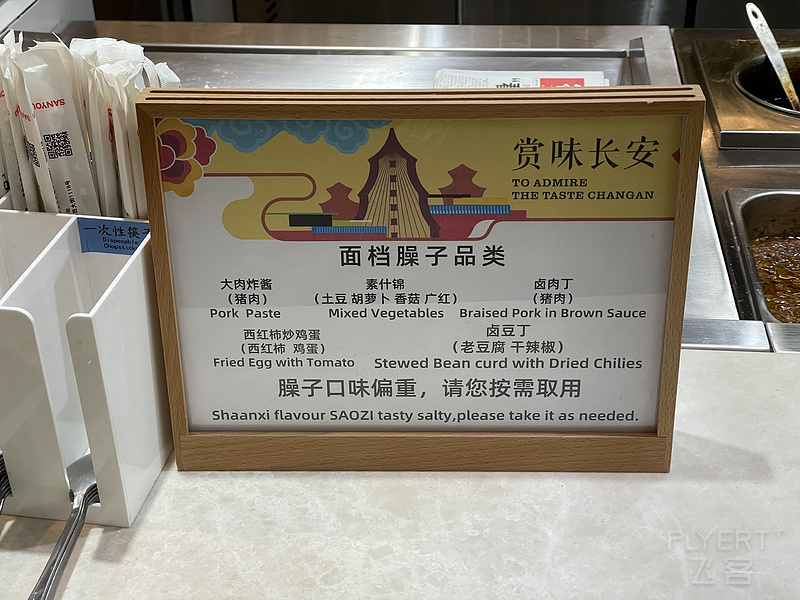 SANYOU
一次性筷子
Disposable
Chopstick
赏味长安
TO ADMIRE
THE TASTE CHANGAN
面档臊子品类
大肉炸酱 素什锦 卤肉丁
（猪肉） （土豆 胡萝卜 香菇 广红） （猪肉）
Pork Paste Mixed Vegetables Braised Pork in Brown Sauce
西红柿炒鸡蛋 卤豆丁
（西红柿 鸡蛋） （老豆腐 干辣椒）
Fried Egg with Tomato Stewed Bean curd with Dried Chilies
臊子口味偏重，请您按需取用
Shaanxi flavour SAOZI tasty salty,please take it as needed.
FLYERT+
飞客